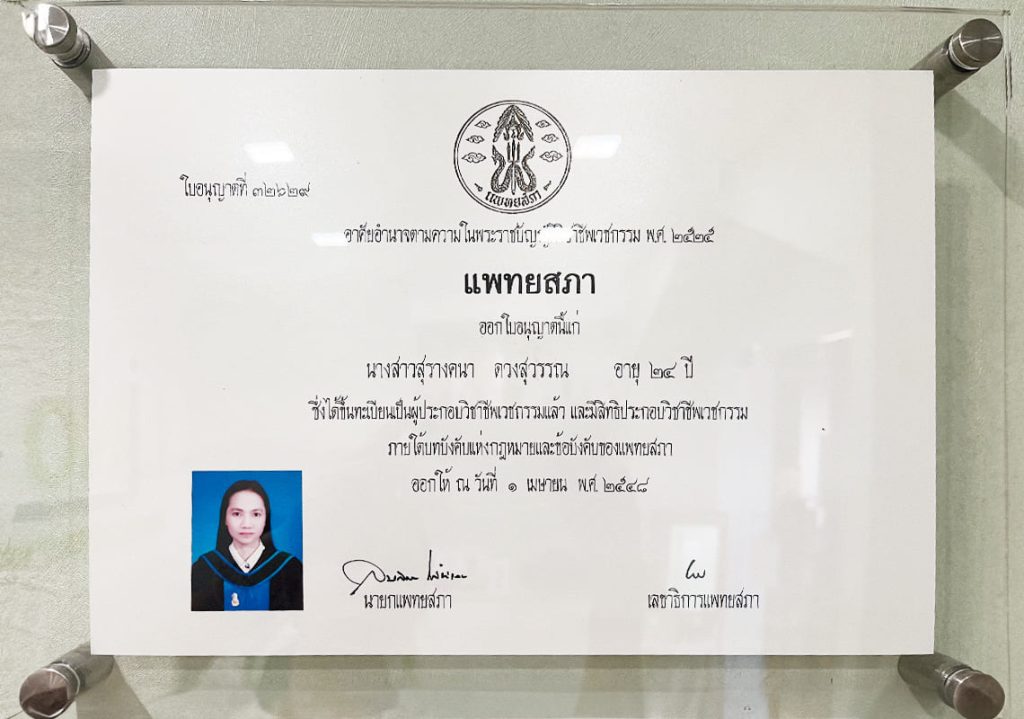 แพทยสภา
ใบอนุญาตที่ ๓๒๖๒๙
อาศัยอำนาจตามความในพระราชบัญญัติวิชาชีพเวชกรรม พ.ศ. ๒๕๒๕
แพทยสภา
ออกใบอนุญาตนี้แก่
นางสาวสุรางคนา ดวงสุวรรณ อายุ ๒๔ ปี
ซึ่งได้ขึ้นทะเบียนเป็นผู้ประกอบวิชาชีพเวชกรรมแล้ว และมีสิทธิประกอบวิชาชีพเวชกรรม
ภายใต้บทบังคับแห่งกฎหมายและข้อบังคับของแพทยสภา
ออกให้ ณ วันที่ ๑ เมษายน พ.ศ. ๒๕๔๘
นายกแพทยสภา เลขาธิการแพทยสภา